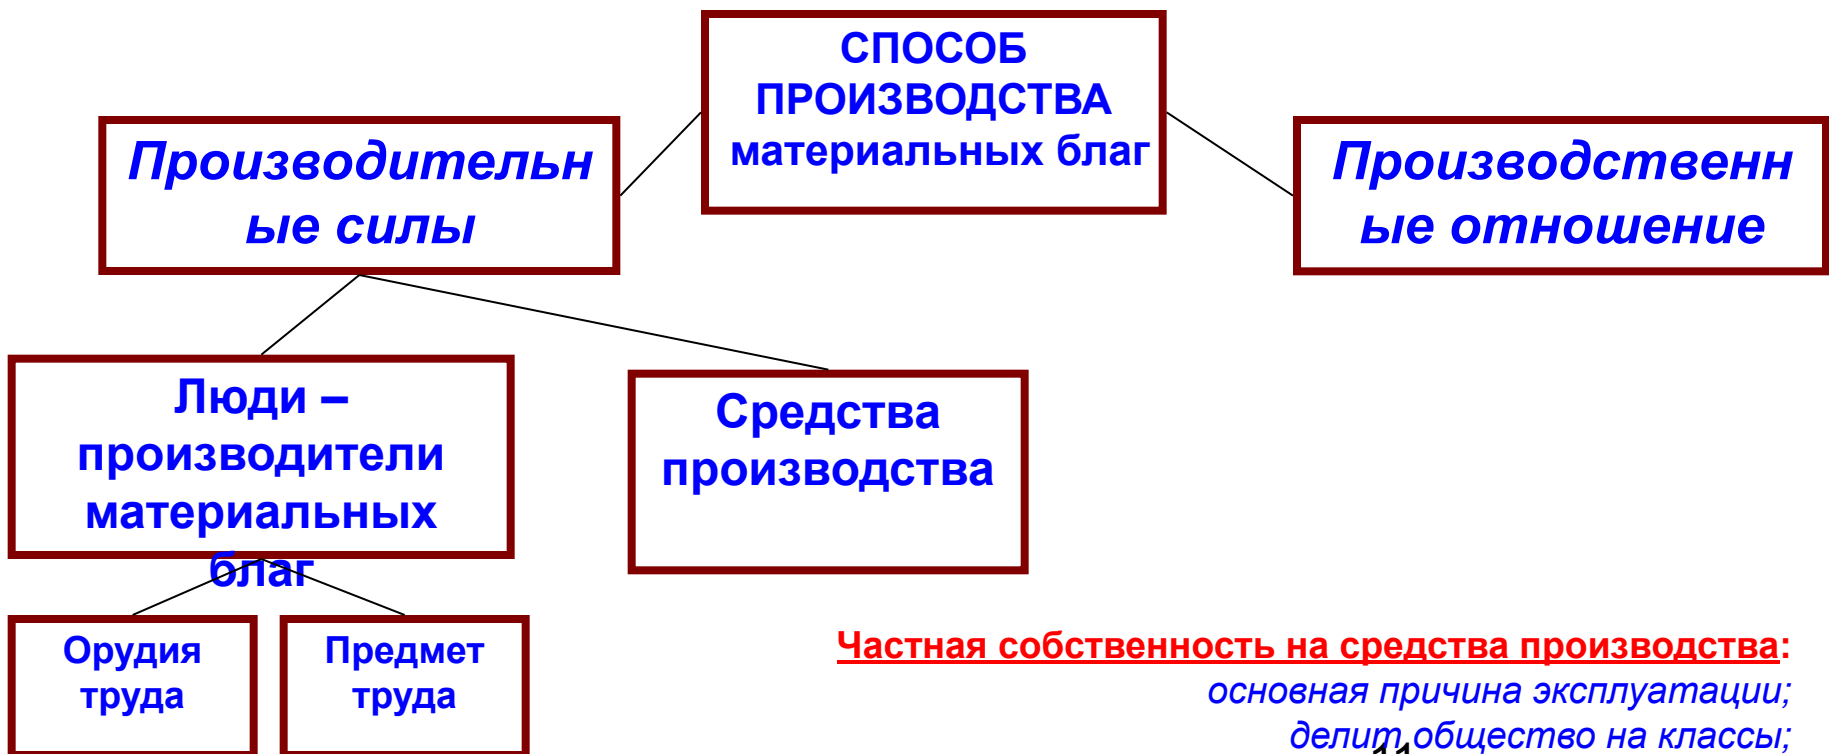 СПОСОБ
ПРОИЗВОДСТВА
материальных благ
Производительн
ые силы
Производственн
ые отношение
Люди –
производители
материальных
благ
Средства
производства
Орудия
труда
Предмет
труда
Частная собственность на средства производства:
основная причина эксплуатации;
делит общество на классы;
11